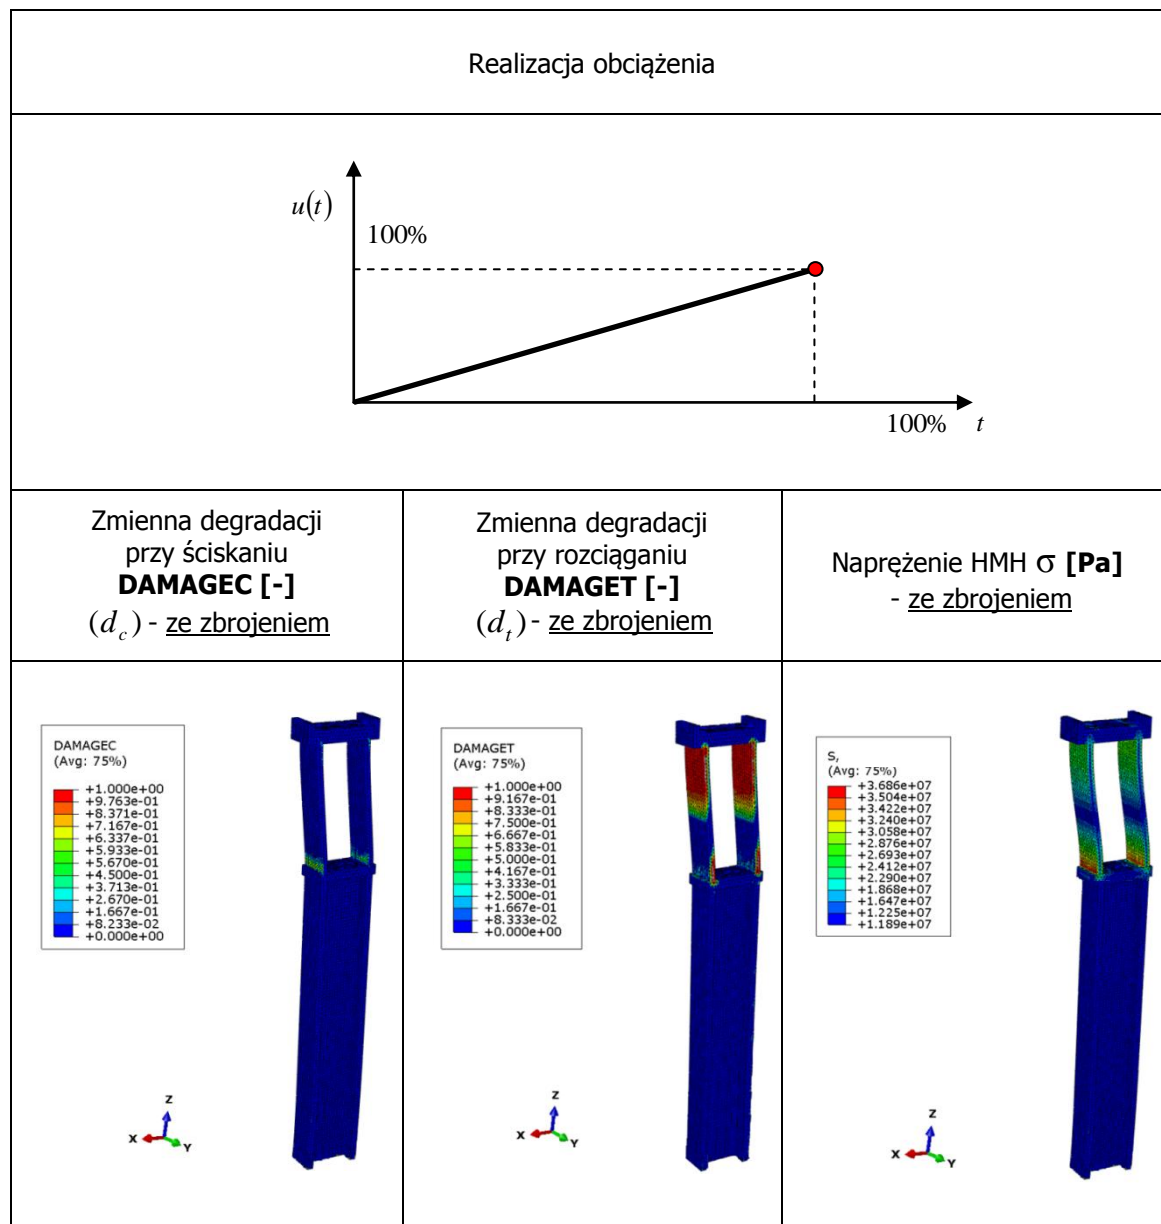 Realizacja obciążenia
u(t)
100%
100% t
Zmienna degradacji
przy ściskaniu
DAMAGEC [-]
(d_c) - ze zbrojeniem
Zmienna degradacji
przy rozciąganiu
DAMAGET [-]
(d_t) - ze zbrojeniem
Naprężenie HMH σ [Pa]
- ze zbrojeniem
DAMAGEC
(Avg: 75%)
+1.000e+00
+9.763e-01
+8.371e-01
+7.167e-01
+6.337e-01
+5.933e-01
+5.670e-01
+4.500e-01
+3.713e-01
+2.670e-01
+1.667e-01
+8.233e-02
+0.000e+00
Z
X
Y
DAMAGET
(Avg: 75%)
+1.000e+00
+9.167e-01
+8.333e-01
+7.500e-01
+6.667e-01
+5.833e-01
+5.000e-01
+4.167e-01
+3.333e-01
+2.500e-01
+1.667e-01
+8.333e-02
+0.000e+00
Z
X
Y
S,
(Avg: 75%)
+3.686e+07
+3.504e+07
+3.422e+07
+3.240e+07
+3.058e+07
+2.876e+07
+2.693e+07
+2.412e+07
+2.290e+07
+1.868e+07
+1.647e+07
+1.225e+07
+1.189e+07
Z
X
Y